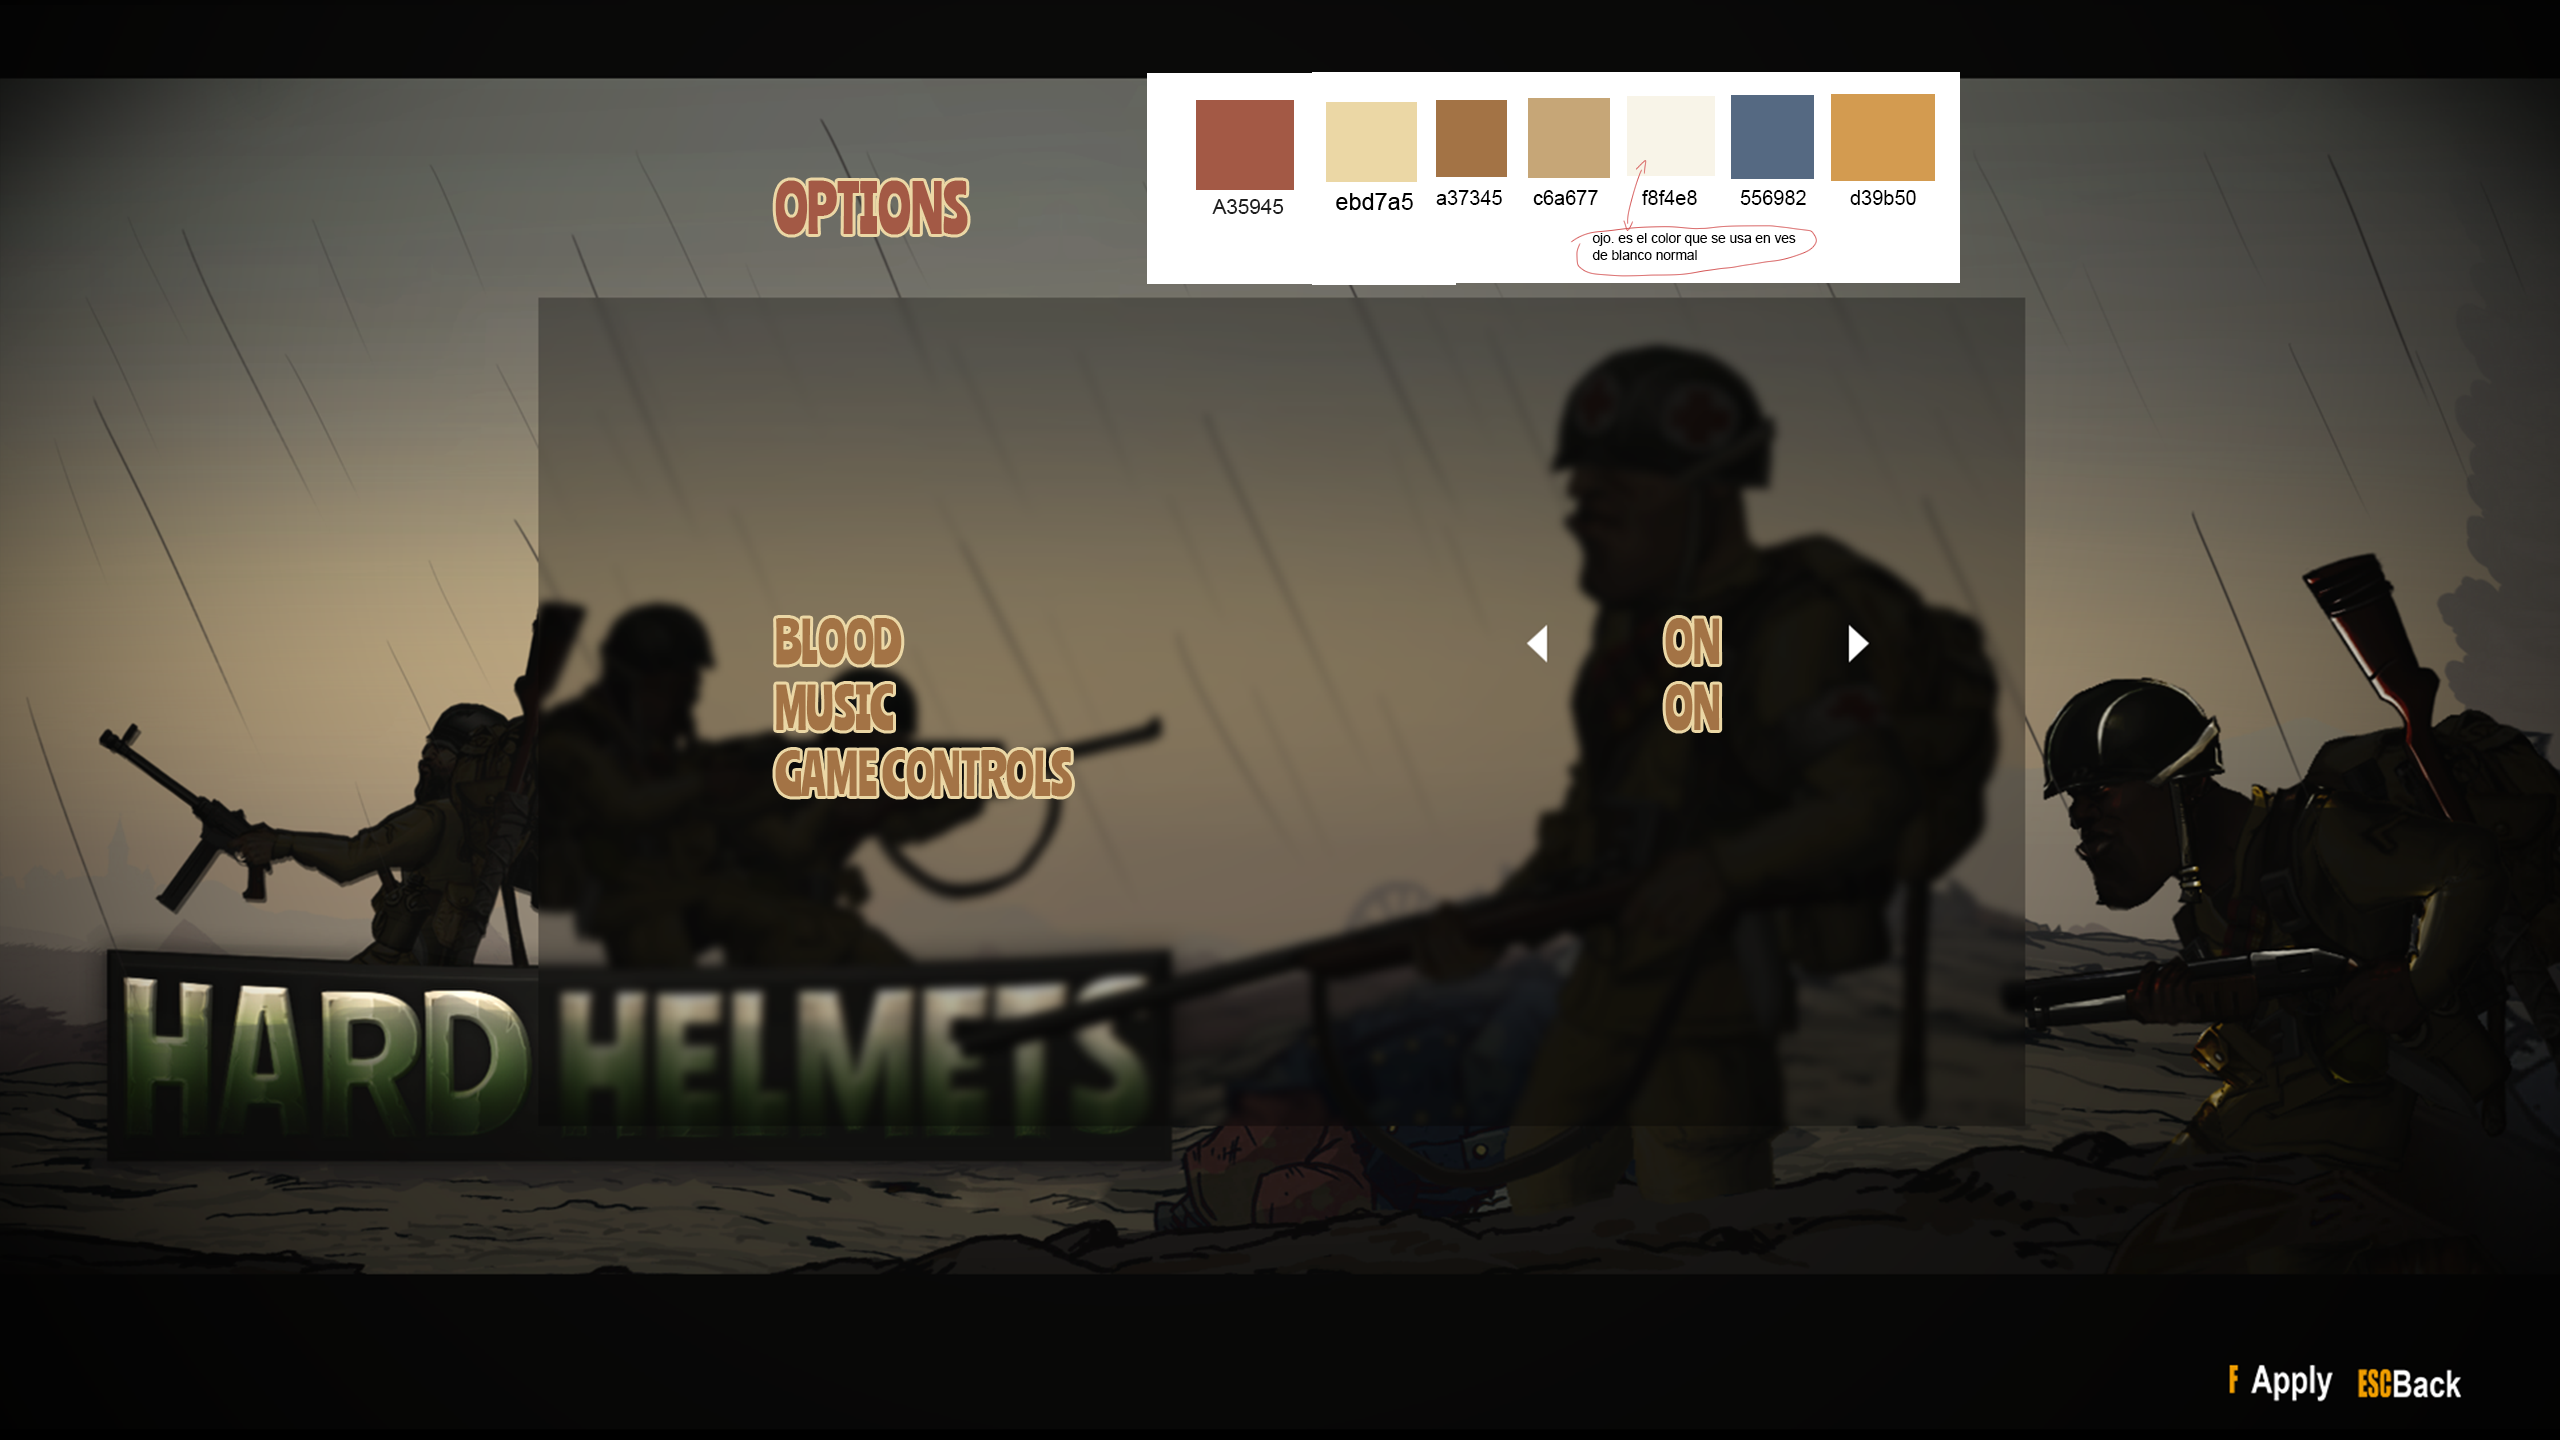 A35945 ebd7a5 a37345 c6a677 f8f4e8 556982 d39b50
OPTIONS
ojo. es el color que se usa en ves
de blanco normal
BLOOD ON
MUSIC ON
GAME CONTROLS
HARD HELMETS
F Apply ESC Back